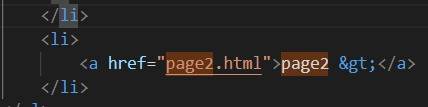 </li>
<li>
<a href="page2.html">page2 &gt;</a>
</li>